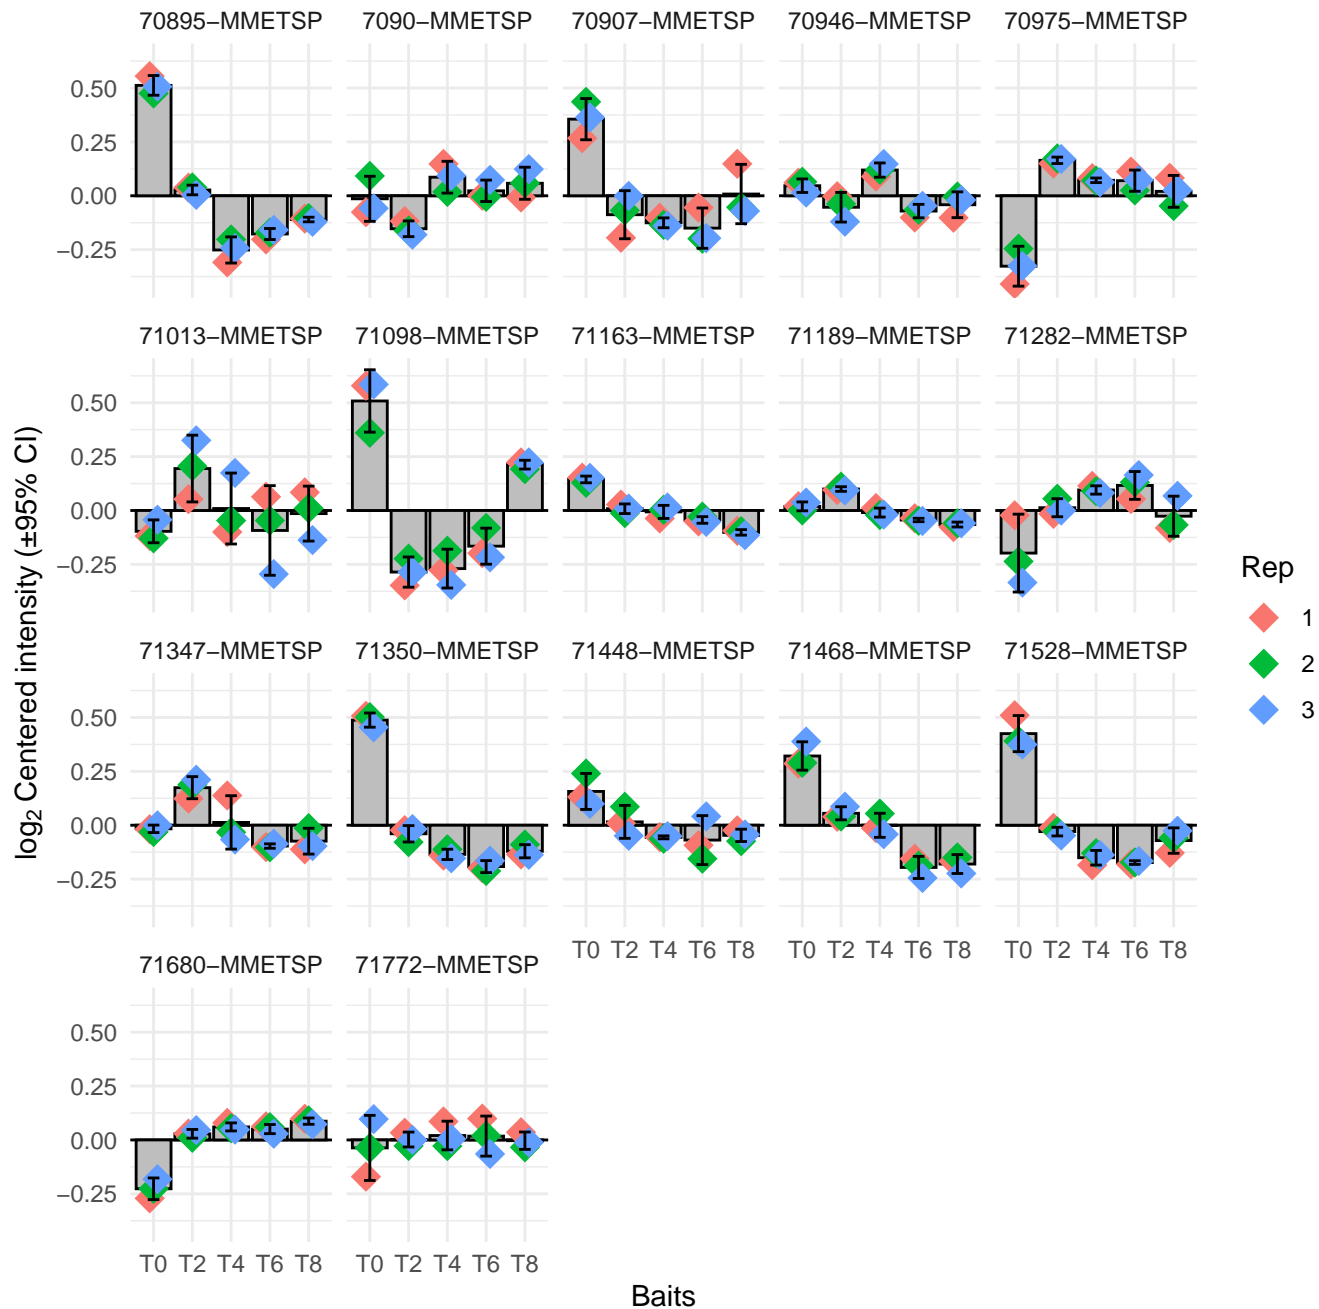 70895−MMETSP 7090−MMETSP 70907−MMETSP 70946−MMETSP 70975−MMETSP
0.50
0.25
0.00
−0.25
71013−MMETSP 71098−MMETSP 71163−MMETSP 71189−MMETSP 71282−MMETSP
0.50
0.25
0.00
−0.25
71347−MMETSP 71350−MMETSP 71448−MMETSP 71468−MMETSP 71528−MMETSP
0.50
0.25
0.00
−0.25
T0 T2 T4 T6 T8 T0 T2 T4 T6 T8 T0 T2 T4 T6 T8
71680−MMETSP 71772−MMETSP
0.50
0.25
0.00
−0.25
T0 T2 T4 T6 T8 T0 T2 T4 T6 T8
Baits
log₂ Centered intensity (±95% CI)
Rep
1
2
3